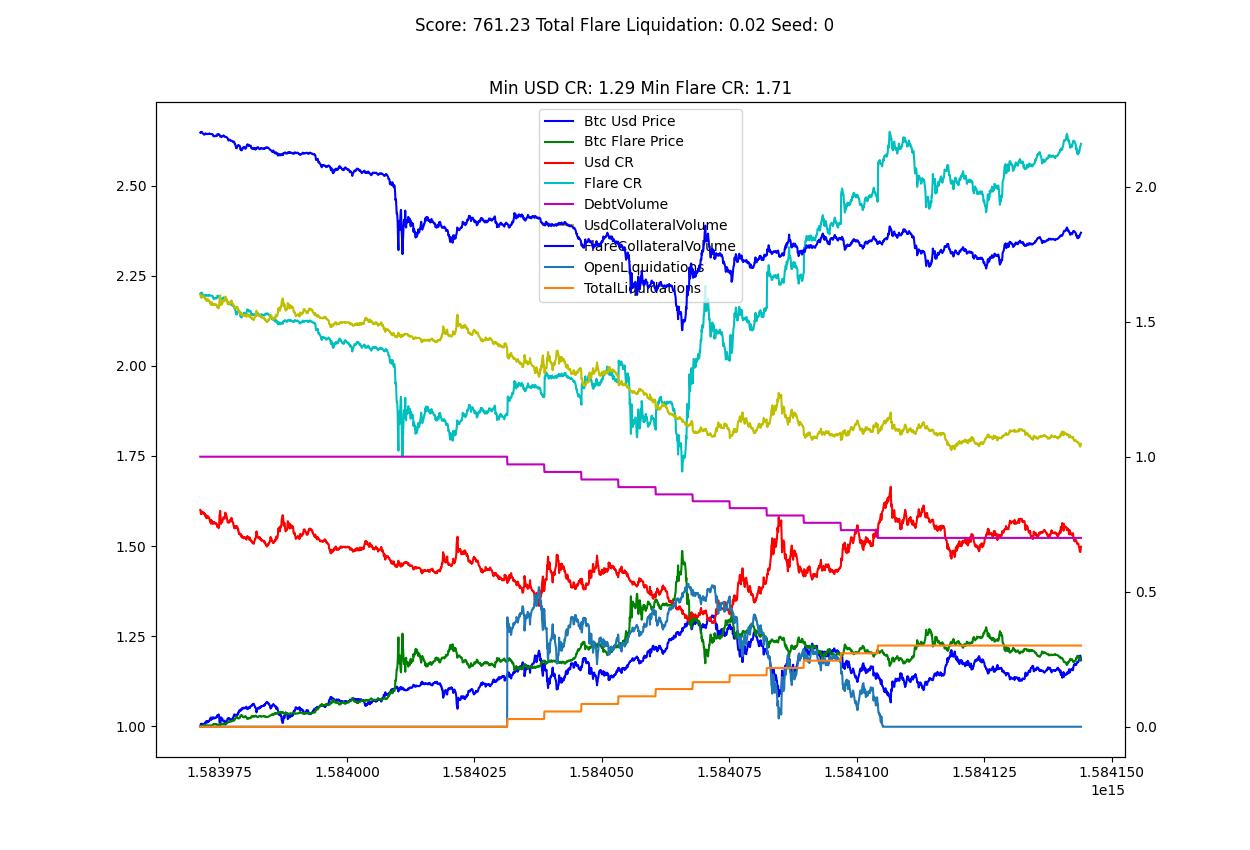 Score: 761.23 Total Flare Liquidation: 0.02 Seed: 0
Min USD CR: 1.29 Min Flare CR: 1.71
Btc Usd Price
Btc Flare Price
Usd CR
Flare CR
DebtVolume
UsdCollateralVolume
FlareCollateralVolume
OpenLiquidations
TotalLiquidations
2.50
2.25
2.00
1.75
1.50
1.25
1.00
2.0
1.5
1.0
0.5
0.0
1.583975 1.584000 1.584025 1.584050 1.584075 1.584100 1.584125 1.584150
1e15